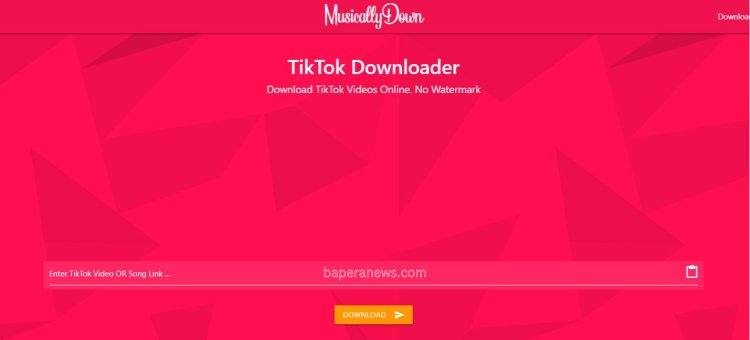 MusicallyDown
Downloa
TikTok Downloader
Download TikTok Videos Online. No Watermark
Enter TikTok Video OR Song Link ...
baperanews.com
DOWNLOAD